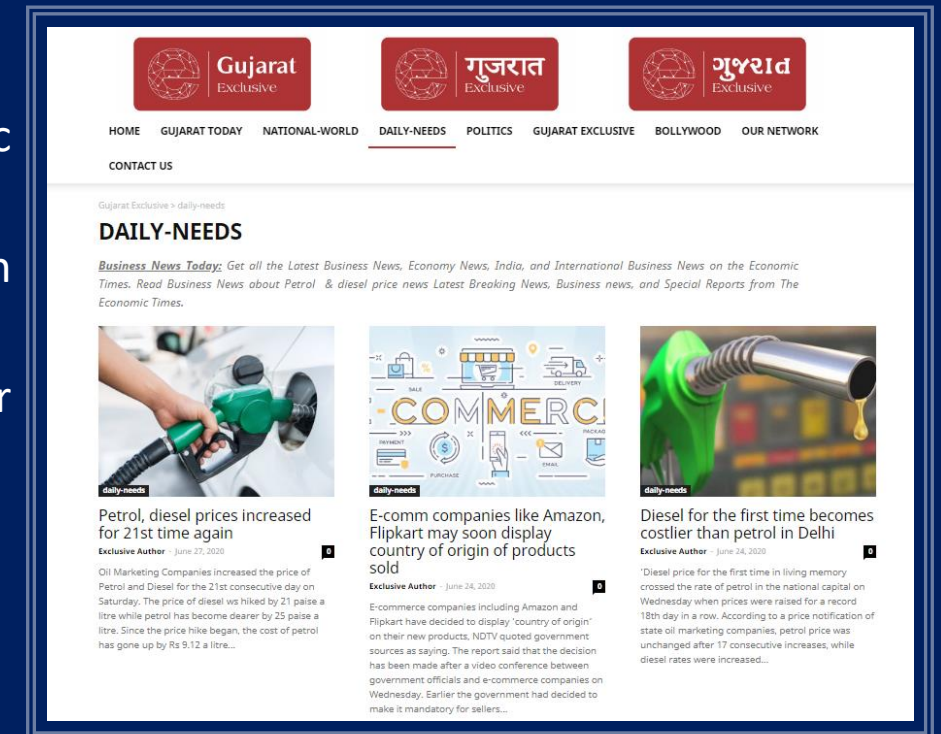 c
n
r
Gujarat
Exclusive
गुजरात
Exclusive
ગુજરાત
Exclusive
HOME GUJARAT TODAY NATIONAL-WORLD DAILY-NEEDS POLITICS GUJARAT EXCLUSIVE BOLLYWOOD OUR NETWORK
CONTACT US
Gujarat Exclusive > daily-needs
DAILY-NEEDS
Business News Today: Get all the Latest Business News, Economy News, India, and International Business News on the Economic
Times. Read Business News about Petrol & diesel price news Latest Breaking News, Business news, and Special Reports from The
Economic Times.
daily-needs
Petrol, diesel prices increased
for 21st time again
Exclusive Author - June 27, 2020 0
Oil Marketing Companies increased the price of
Petrol and Diesel for the 21st consecutive day on
Saturday. The price of diesel ws hiked by 21 paise a
litre while petrol has become dearer by 25 paise a
litre. Since the price hike began, the cost of petrol
has gone up by Rs 9.12 a litre...
SALE
DELIVERY
E-COMMERCE
PAYMENT
PACKAG
PURCHASE
EMAIL
daily-needs
E-comm companies like Amazon,
Flipkart may soon display
country of origin of products
sold
Exclusive Author - June 24, 2020 0
E-commerce companies including Amazon and
Flipkart have decided to display 'country of origin'
on their new products, NDTV quoted government
sources as saying. The report said that the decision
has been made after a video conference between
government officials and e-commerce companies on
Wednesday. Earlier the government had decided to
make it mandatory for sellers...
daily-needs
Diesel for the first time becomes
costlier than petrol in Delhi
Exclusive Author - June 24, 2020 0
'Diesel price for the first time in living memory
crossed the rate of petrol in the national capital on
Wednesday when prices were raised for a record
18th day in a row. According to a price notification of
state oil marketing companies, petrol price was
unchanged after 17 consecutive increases, while
diesel rates were increased...